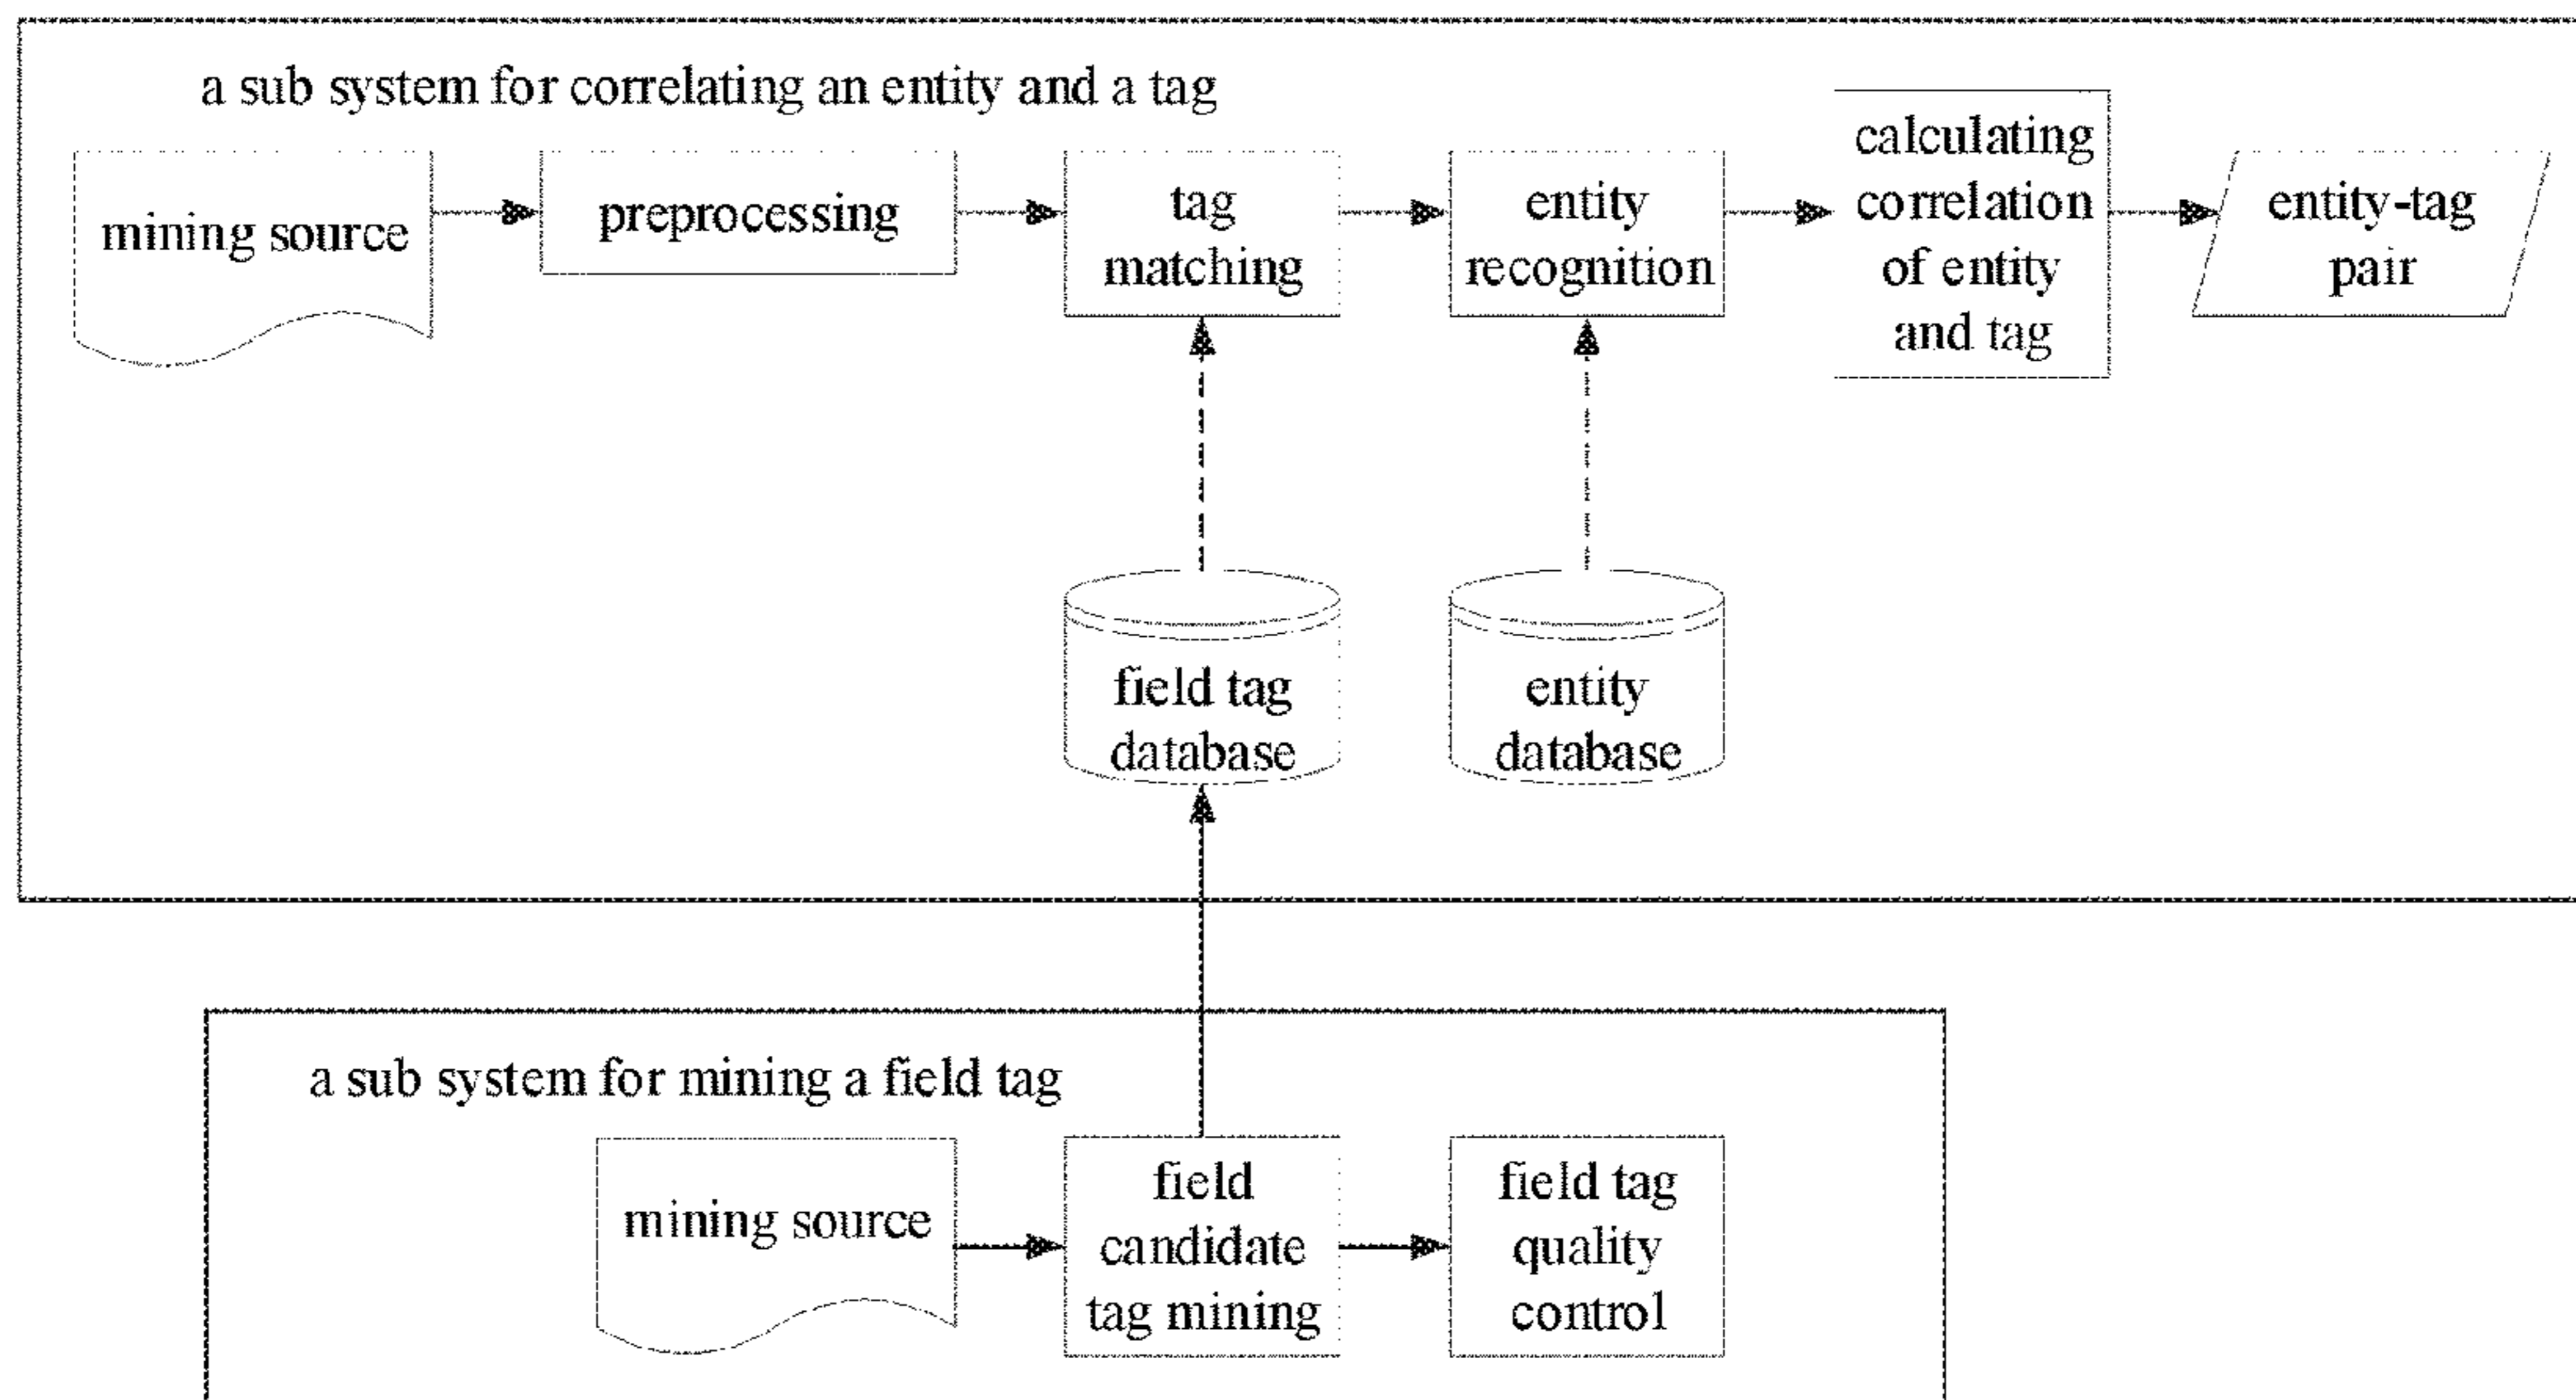 a sub system for correlating an entity and a tag
mining source
preprocessing
tag
matching
entity
recognition
calculating
correlation
of entity
and tag
entity-tag
pair
field tag
database
entity
database
a sub system for mining a field tag
mining source
field
candidate
tag mining
field tag
quality
control